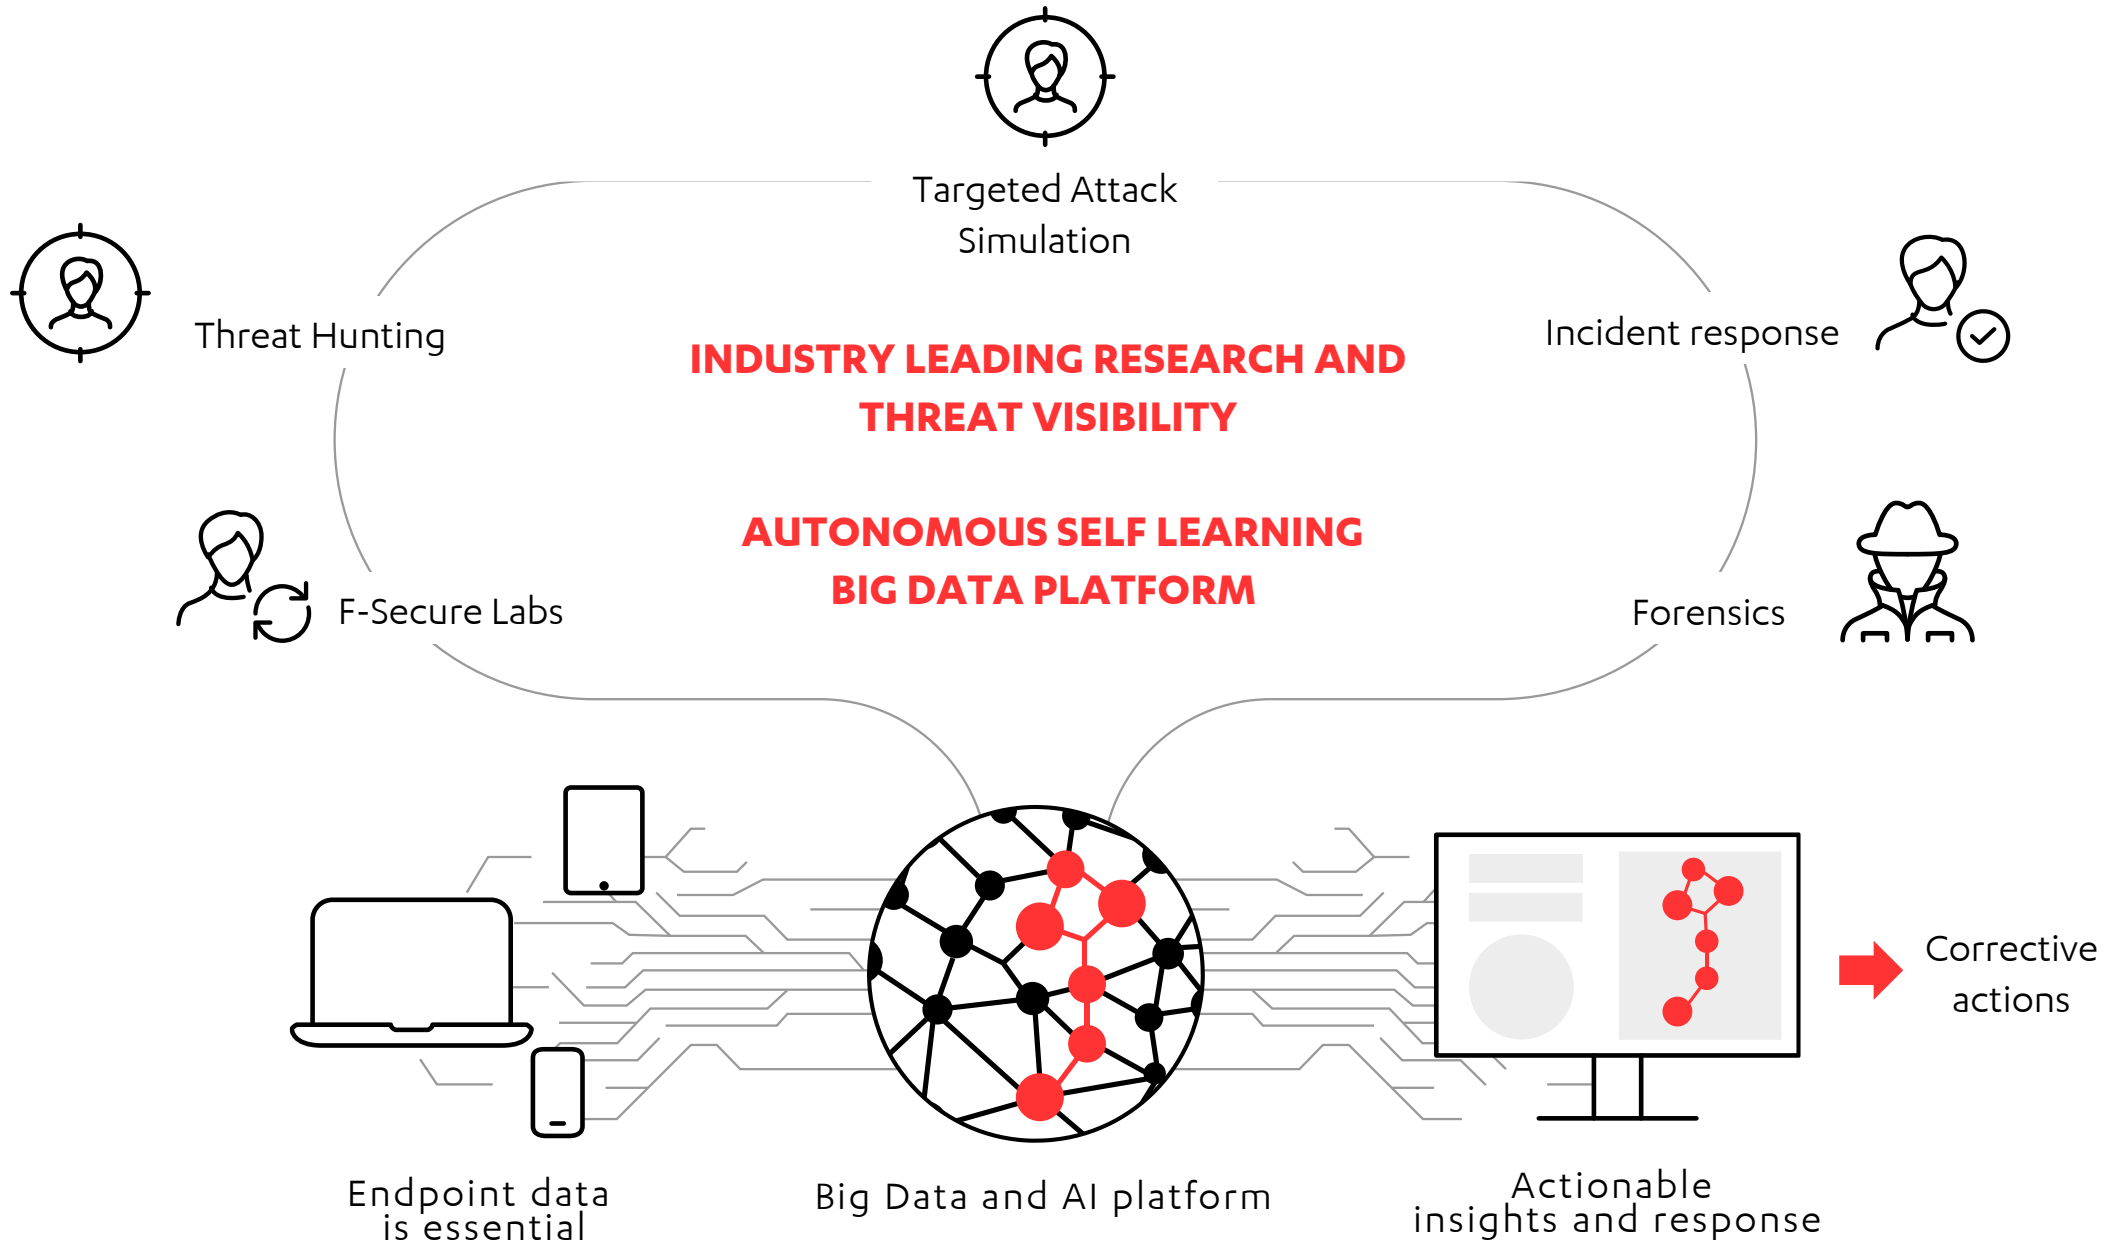 Targeted Attack
Simulation
Threat Hunting
Incident response
INDUSTRY LEADING RESEARCH AND
THREAT VISIBILITY
AUTONOMOUS SELF LEARNING
BIG DATA PLATFORM
F-Secure Labs
Forensics
Corrective
actions
Endpoint data
is essential
Big Data and AI platform
Actionable
insights and response